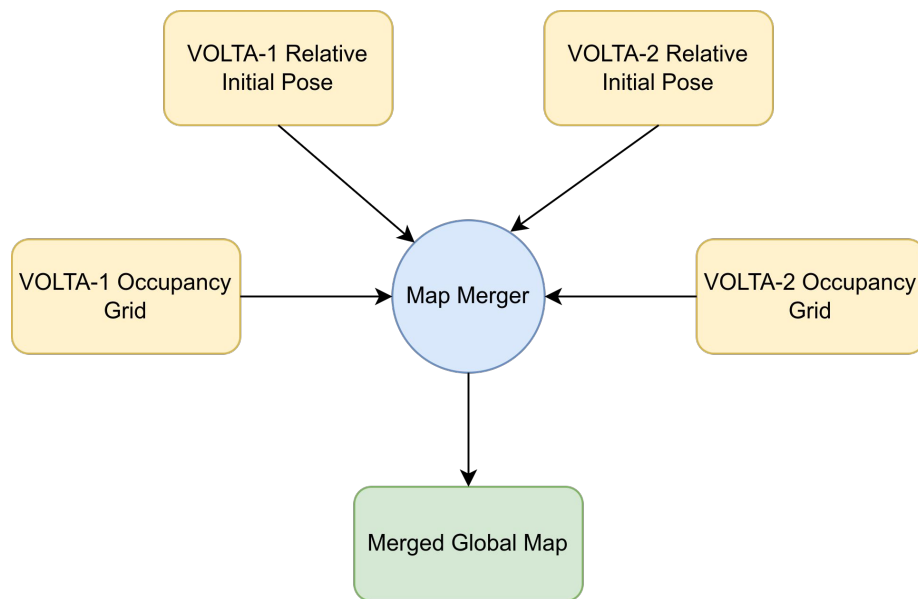 VOLTA-1 Relative
Initial Pose
VOLTA-2 Relative
Initial Pose
VOLTA-1 Occupancy
Grid
Map Merger
VOLTA-2 Occupancy
Grid
Merged Global Map